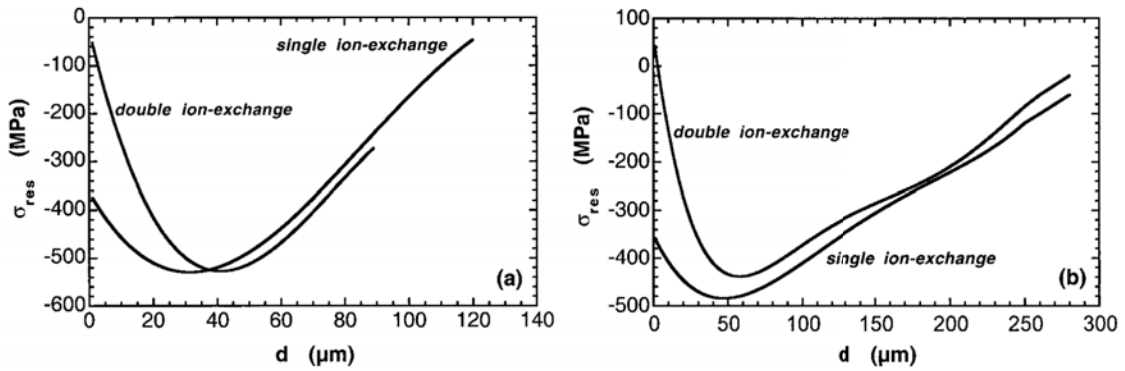 0
-100
-200
-300
-400
-500
-600
σres (MPa)
single ion-exchange
double ion-exchange
(a)
0 20 40 60 80 100 120 140
d (µm)
100
0
-100
-200
-300
-400
-500
σres (MPa)
double ion-exchange
single ion-exchange
(b)
0 50 100 150 200 250 300
d (µm)